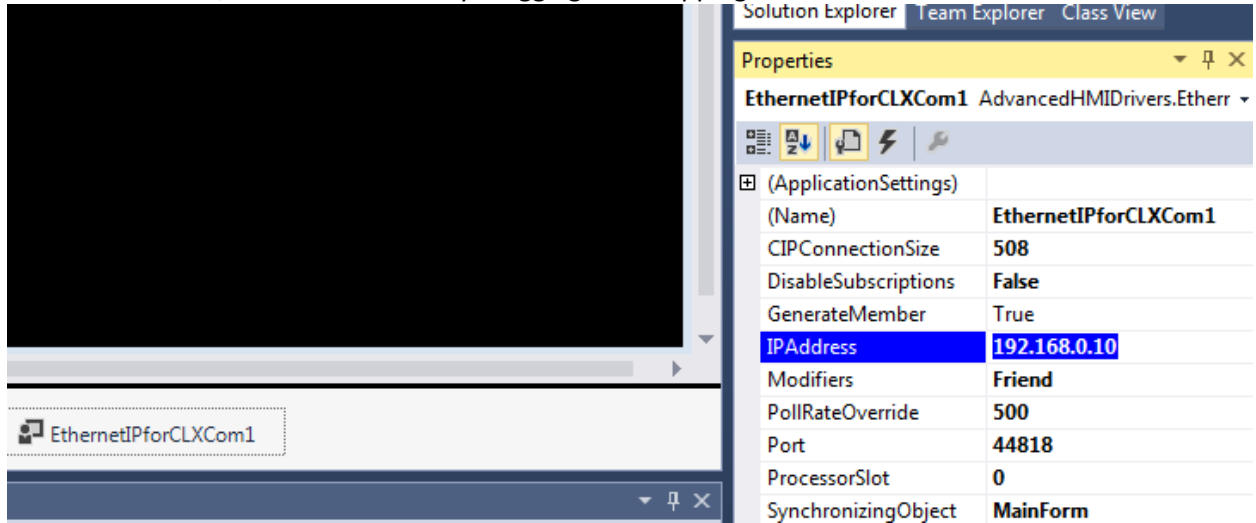 Solution Explorer Team Explorer Class View
Properties
EthernetIPforCLXCom1 AdvancedHMIDrivers.Etherr
(ApplicationSettings)
(Name) EthernetIPforCLXCom1
CIPConnectionSize 508
DisableSubscriptions False
GenerateMember True
IPAddress 192.168.0.10
Modifiers Friend
PollRateOverride 500
Port 44818
ProcessorSlot 0
SynchronizingObject MainForm
EthernetIPforCLXCom1